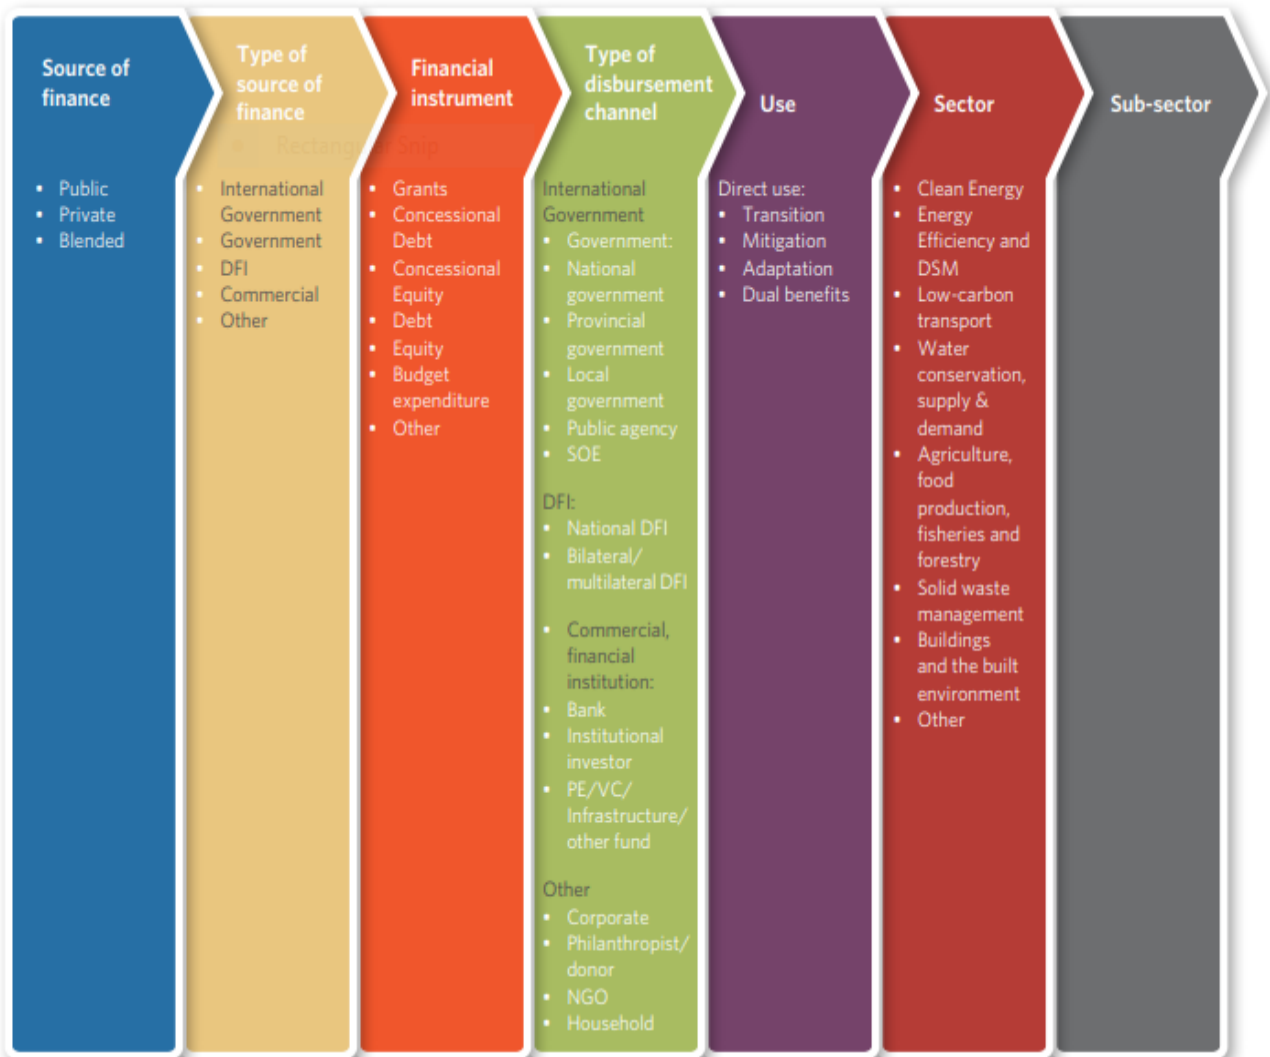 Source of
finance
• Public
• Private
• Blended
Type of
source of
finance
• Rectangular Snip
• International
Government
• Government
• DFI
• Commercial
• Other
Financial
instrument
• Grants
• Concessional
Debt
• Concessional
Equity
• Debt
• Equity
• Budget
expenditure
• Other
Type of
disbursement
channel
International
Government
• Government:
• National
government
• Provincial
government
• Local
government
• Public agency
• SOE
DFI:
• National DFI
• Bilateral/
multilateral DFI
• Commercial,
financial
institution:
• Bank
• Institutional
investor
• PE/VC/
Infrastructure/
other fund
Other
• Corporate
• Philanthropist/
donor
• NGO
• Household
Use
Direct use:
• Transition
• Mitigation
• Adaptation
• Dual benefits
Sector
• Clean Energy
• Energy
Efficiency and
DSM
• Low-carbon
transport
• Water
conservation,
supply &
demand
• Agriculture,
food
production,
fisheries and
forestry
• Solid waste
management
• Buildings
and the built
environment
• Other
Sub-sector